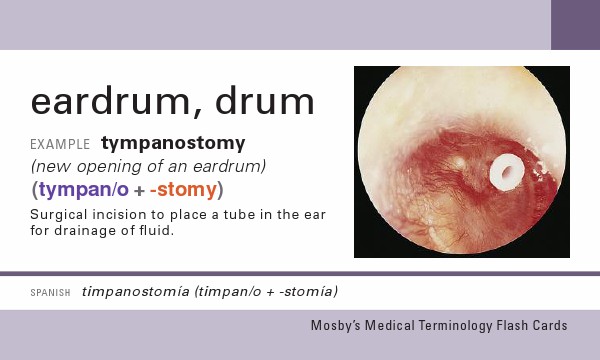 eardrum, drum
EXAMPLE tympanostomy
(new opening of an eardrum)
(tympan/o + -stomy)
Surgical incision to place a tube in the ear
for drainage of fluid.
SPANISH timpanostomía (timpan/o + -stomía)
Mosby's Medical Terminology Flash Cards